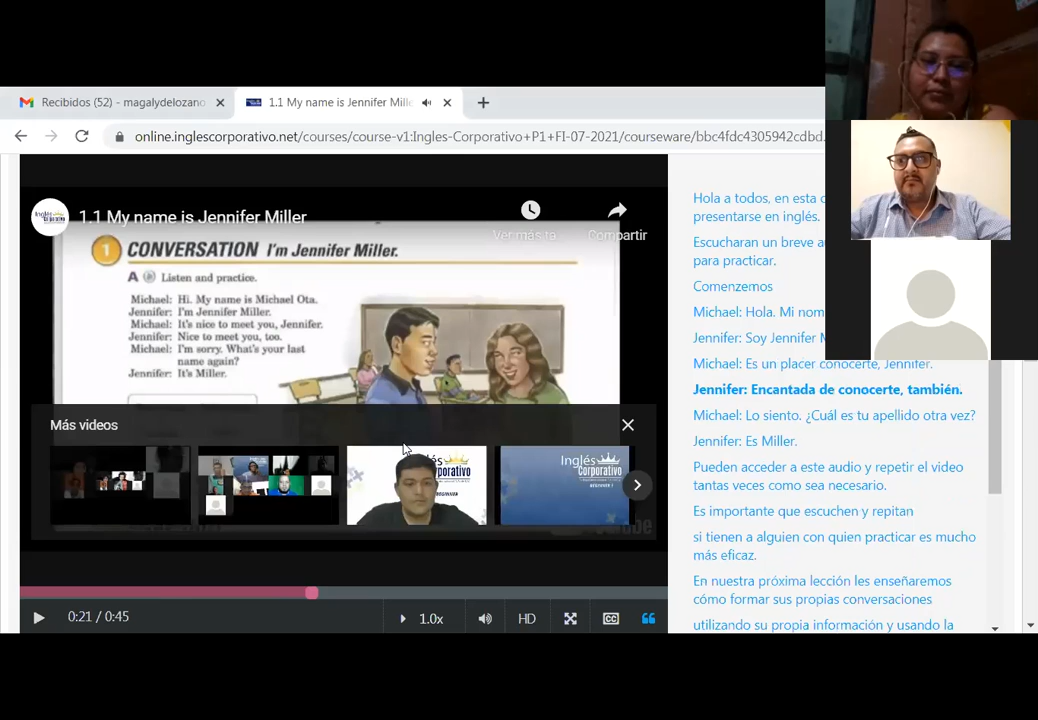 Recibidos (52) - magalydelozano
1.1 My name is Jennifer Mille
online.inglescorporativo.net/courses/course-v1:Ingles-Corporativo+P1+FI-07-2021/courseware/bbc4fdc4305942cdbd.
1.1 My name is Jennifer Miller
Ver más ta
Compartir
1 CONVERSATION I'm Jennifer Miller.
A Listen and practice.
Michael: Hi. My name is Michael Ota.
Jennifer: I'm Jennifer Miller.
Michael: It's nice to meet you, Jennifer.
Jennifer: Nice to meet you, too.
Michael: I'm sorry. What's your last
name again?
Jennifer: It's Miller.
Más videos
Inglés
Corporativo
0:21 / 0:45
1.0x
HD
CC
Hola a todos, en esta
presentarse en inglés.
Escucharan un breve
para practicar.
Comenzemos
Michael: Hola. Mi nom
Jennifer: Soy Jennifer M
Michael: Es un placer conocerte, Jennifer.
Jennifer: Encantada de conocerte, también.
Michael: Lo siento. ¿Cuál es tu apellido otra vez?
Jennifer: Es Miller.
Pueden acceder a este audio y repetir el video
tantas veces como sea necesario.
Es importante que escuchen y repitan
si tienen a alguien con quien practicar es mucho
más eficaz.
En nuestra próxima lección les enseñaremos
cómo formar sus propias conversaciones
utilizando su propia información y usando la